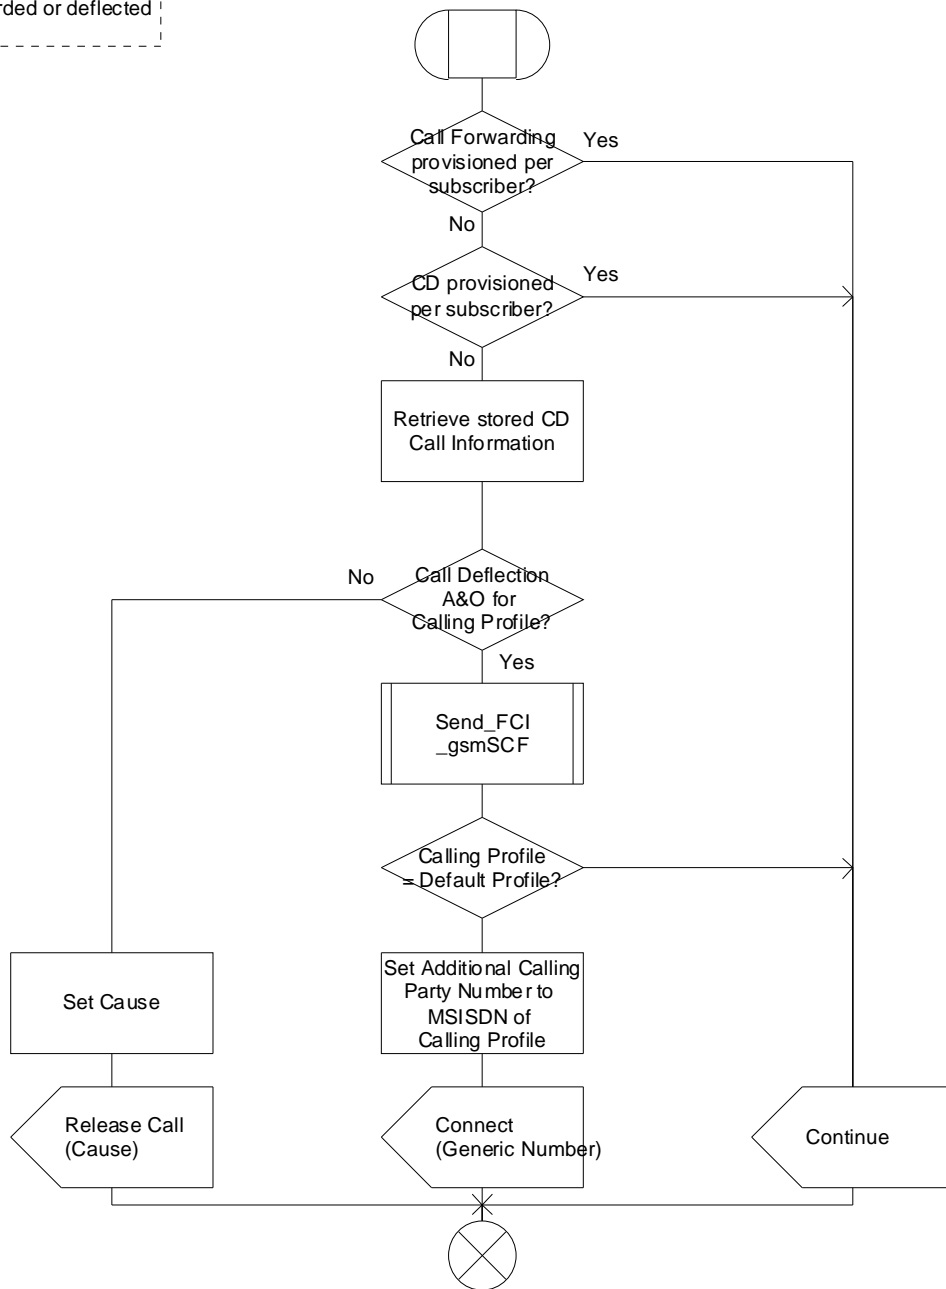 or deflected
Call Forwarding
provisioned per
subscriber?
Yes
No
CD provisioned
per subscriber?
Yes
No
Retrieve stored CD
Call Information
No
Call Deflection
A&O for
Calling Profile?
Yes
Send_FCI
_gsmSCF
Calling Profile
= Default Profile?
Set Cause
Set Additional Calling
Party Number to
MSISDN of
Calling Profile
Release Call
(Cause)
Connect
(Generic Number)
Continue